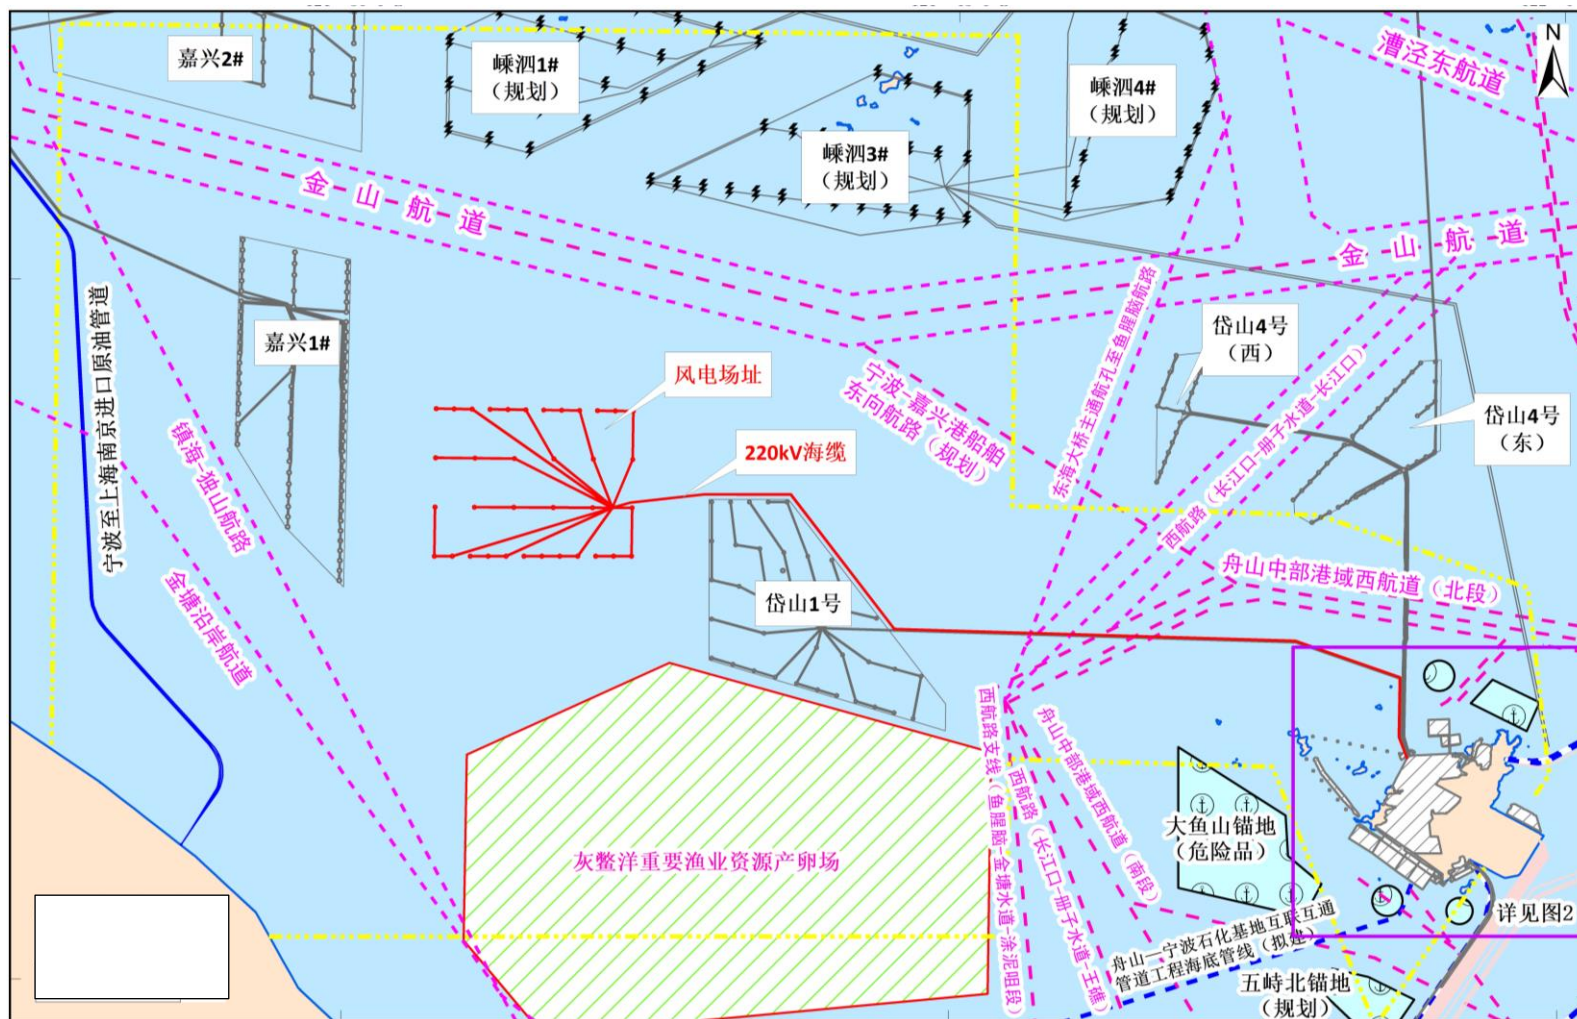 嘉兴2#
嵊泗1#
（规划）
嵊泗3#
（规划）
嵊泗4#
（规划）
漕泾东航道
N
金山航道
金山航道
嘉兴1#
宁波至上海南京进口原油管道
镇海-独山航路
金塘沿岸航道
风电场址
220kV海缆
宁波-嘉兴港船舶
东向航路（规划）
东海大桥主通航孔至鱼腥脑航路
西航路（长江口-册子水道-长江口）
岱山4号
（西）
岱山4号
（东）
舟山中部港域西航道（北段）
岱山1号
灰鳖洋重要渔业资源产卵场
西航路支线（鱼腥脑-金塘水道-涂泥咀段）
西航路（长江口-册子水道-王礁）
舟山中部港域西航道（南段）
大鱼山锚地
（危险品）
舟山—宁波石化基地互联互通
管道工程海底管线（拟建）
五峙北锚地
（规划）
详见图2